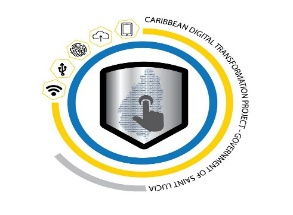 CARIBBEAN DIGITAL TRANSFORMATION PROJECT - GOVERNMENT OF SAINT LUCIA